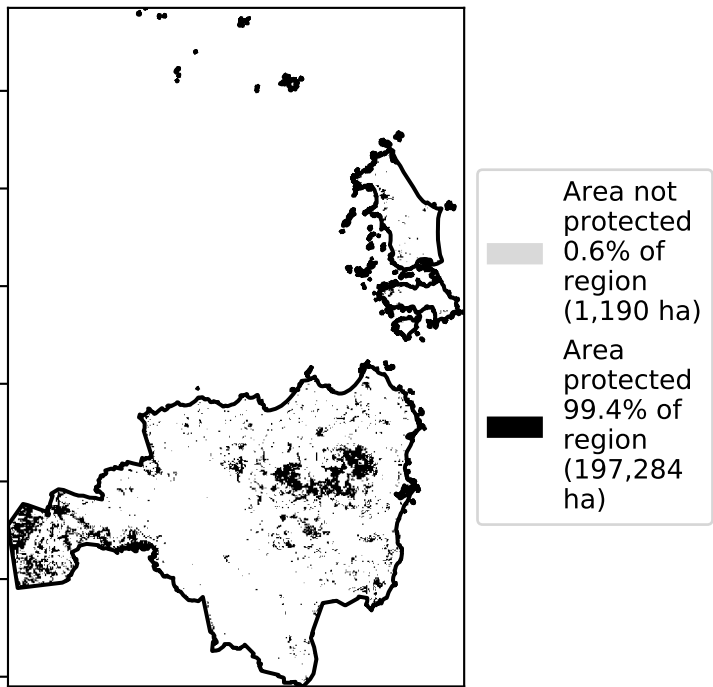 Area not
protected
0.6% of
region
(1,190 ha)
Area
protected
99.4% of
region
(197,284
ha)